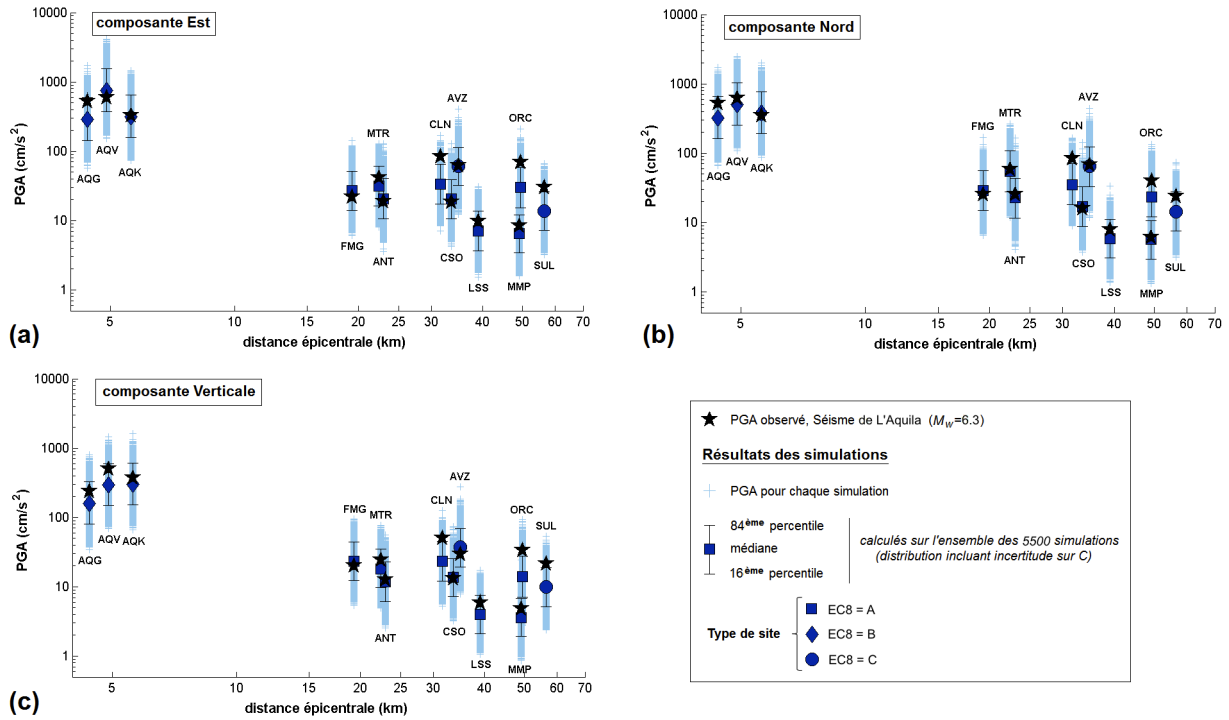 composante Est
PGA (cm/s²)
10000
1000
100
10
1
AQG
AQV
AQK
FMG
MTR
ANT
CLN
AVZ
CSO
LSS
ORC
MMP
SUL
5
10
20
25
30
40
50
60
70
distance épicentrale (km)
(a)
composante Nord
PGA (cm/s²)
10000
1000
100
10
1
AQG
AQV
AQK
FMG
MTR
ANT
CLN
AVZ
CSO
LSS
ORC
MMP
SUL
5
10
20
25
30
40
50
60
70
distance épicentrale (km)
(b)
composante Verticale
PGA (cm/s²)
10000
1000
100
10
1
AQG
AQV
AQK
FMG
MTR
ANT
CLN
AVZ
CSO
LSS
ORC
MMP
SUL
5
10
20
25
30
40
50
60
70
distance épicentrale (km)
(c)
PGA observé, Séisme de L'Aquila (Mw=6.3)
Résultats des simulations
PGA pour chaque simulation
84ème percentile
médiane
16ème percentile
calculés sur l'ensemble des 5500 simulations
(distribution incluant incertitude sur C)
Type de site
EC8 = A
EC8 = B
EC8 = C